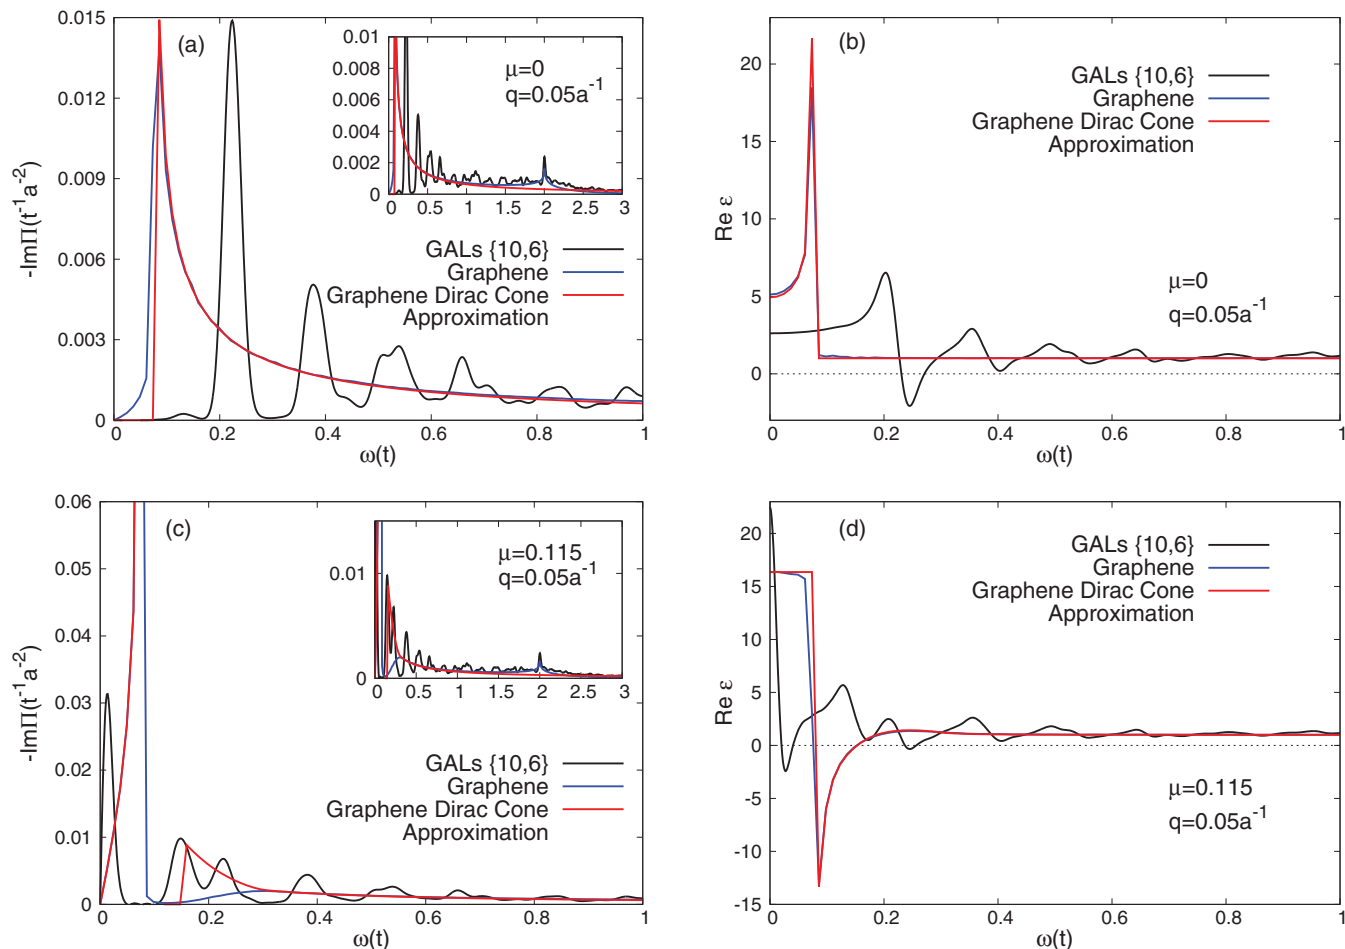 (a)
0.015
0.012
0.009
0.006
0.003
0
-ImΠ(t⁻¹a⁻²)
0 0.2 0.4 0.6 0.8 1
ω(t)
0.01
0.008
0.006
0.004
0.002
0
0 0.5 1 1.5 2 2.5 3
μ=0
q=0.05a⁻¹
GALs {10,6}
Graphene
Graphene Dirac Cone
Approximation
(b)
20
15
10
5
0
Re ε
0 0.2 0.4 0.6 0.8 1
ω(t)
GALs {10,6}
Graphene
Graphene Dirac Cone
Approximation
μ=0
q=0.05a⁻¹
(c)
0.06
0.05
0.04
0.03
0.02
0.01
0
-ImΠ(t⁻¹a⁻²)
0 0.2 0.4 0.6 0.8 1
ω(t)
0.01
0
0 0.5 1 1.5 2 2.5 3
μ=0.115
q=0.05a⁻¹
GALs {10,6}
Graphene
Graphene Dirac Cone
Approximation
(d)
20
15
10
5
0
-5
-10
-15
Re ε
0 0.2 0.4 0.6 0.8 1
ω(t)
GALs {10,6}
Graphene
Graphene Dirac Cone
Approximation
μ=0.115
q=0.05a⁻¹